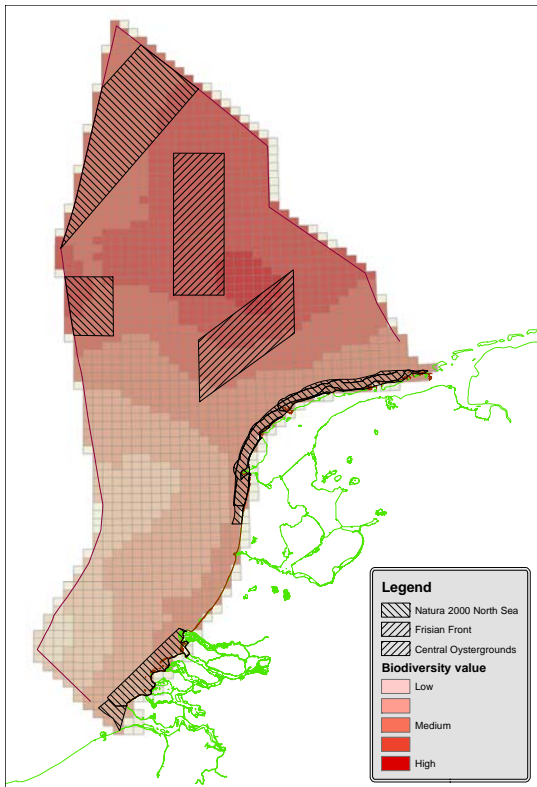 Legend
Natura 2000 North Sea
Frisian Front
Central Oystergrounds
Biodiversity value
Low
Medium
High